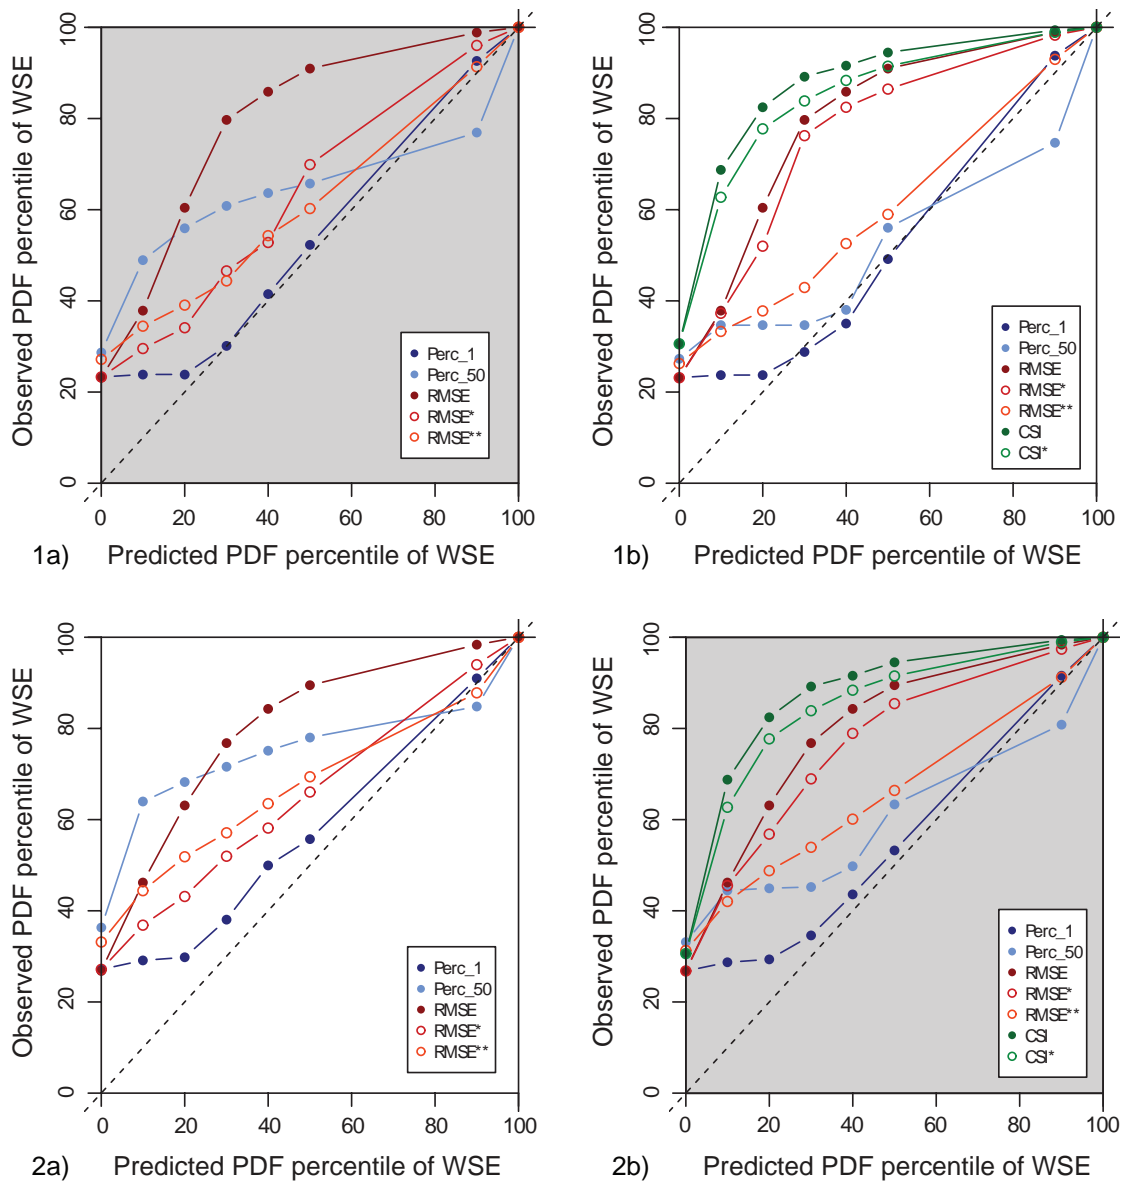 Observed PDF percentile of WSE
100
80
60
40
20
0
Perc_1
Perc_50
RMSE
RMSE*
RMSE**
0 20 40 60 80 100
1a) Predicted PDF percentile of WSE
Observed PDF percentile of WSE
100
80
60
40
20
0
Perc_1
Perc_50
RMSE
RMSE*
RMSE**
CSI
CSI*
0 20 40 60 80 100
1b) Predicted PDF percentile of WSE
Observed PDF percentile of WSE
100
80
60
40
20
0
Perc_1
Perc_50
RMSE
RMSE*
RMSE**
0 20 40 60 80 100
2a) Predicted PDF percentile of WSE
Observed PDF percentile of WSE
100
80
60
40
20
0
Perc_1
Perc_50
RMSE
RMSE*
RMSE**
CSI
CSI*
0 20 40 60 80 100
2b) Predicted PDF percentile of WSE